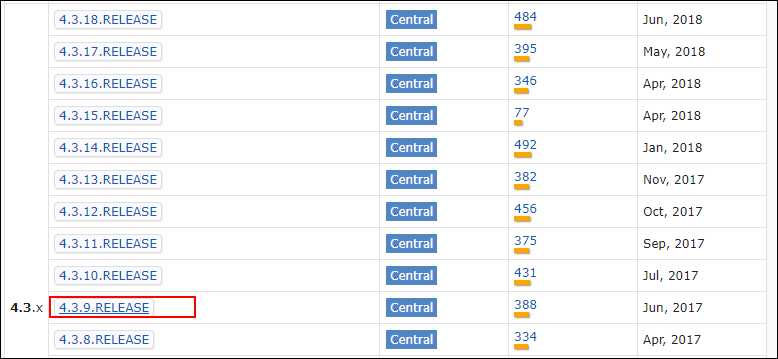 4.3.18.RELEASE Central 484 Jun, 2018
4.3.17.RELEASE Central 395 May, 2018
4.3.16.RELEASE Central 346 Apr, 2018
4.3.15.RELEASE Central 77 Apr, 2018
4.3.14.RELEASE Central 492 Jan, 2018
4.3.13.RELEASE Central 382 Nov, 2017
4.3.12.RELEASE Central 456 Oct, 2017
4.3.11.RELEASE Central 375 Sep, 2017
4.3.10.RELEASE Central 431 Jul, 2017
4.3.x 4.3.9.RELEASE Central 388 Jun, 2017
4.3.8.RELEASE Central 334 Apr, 2017